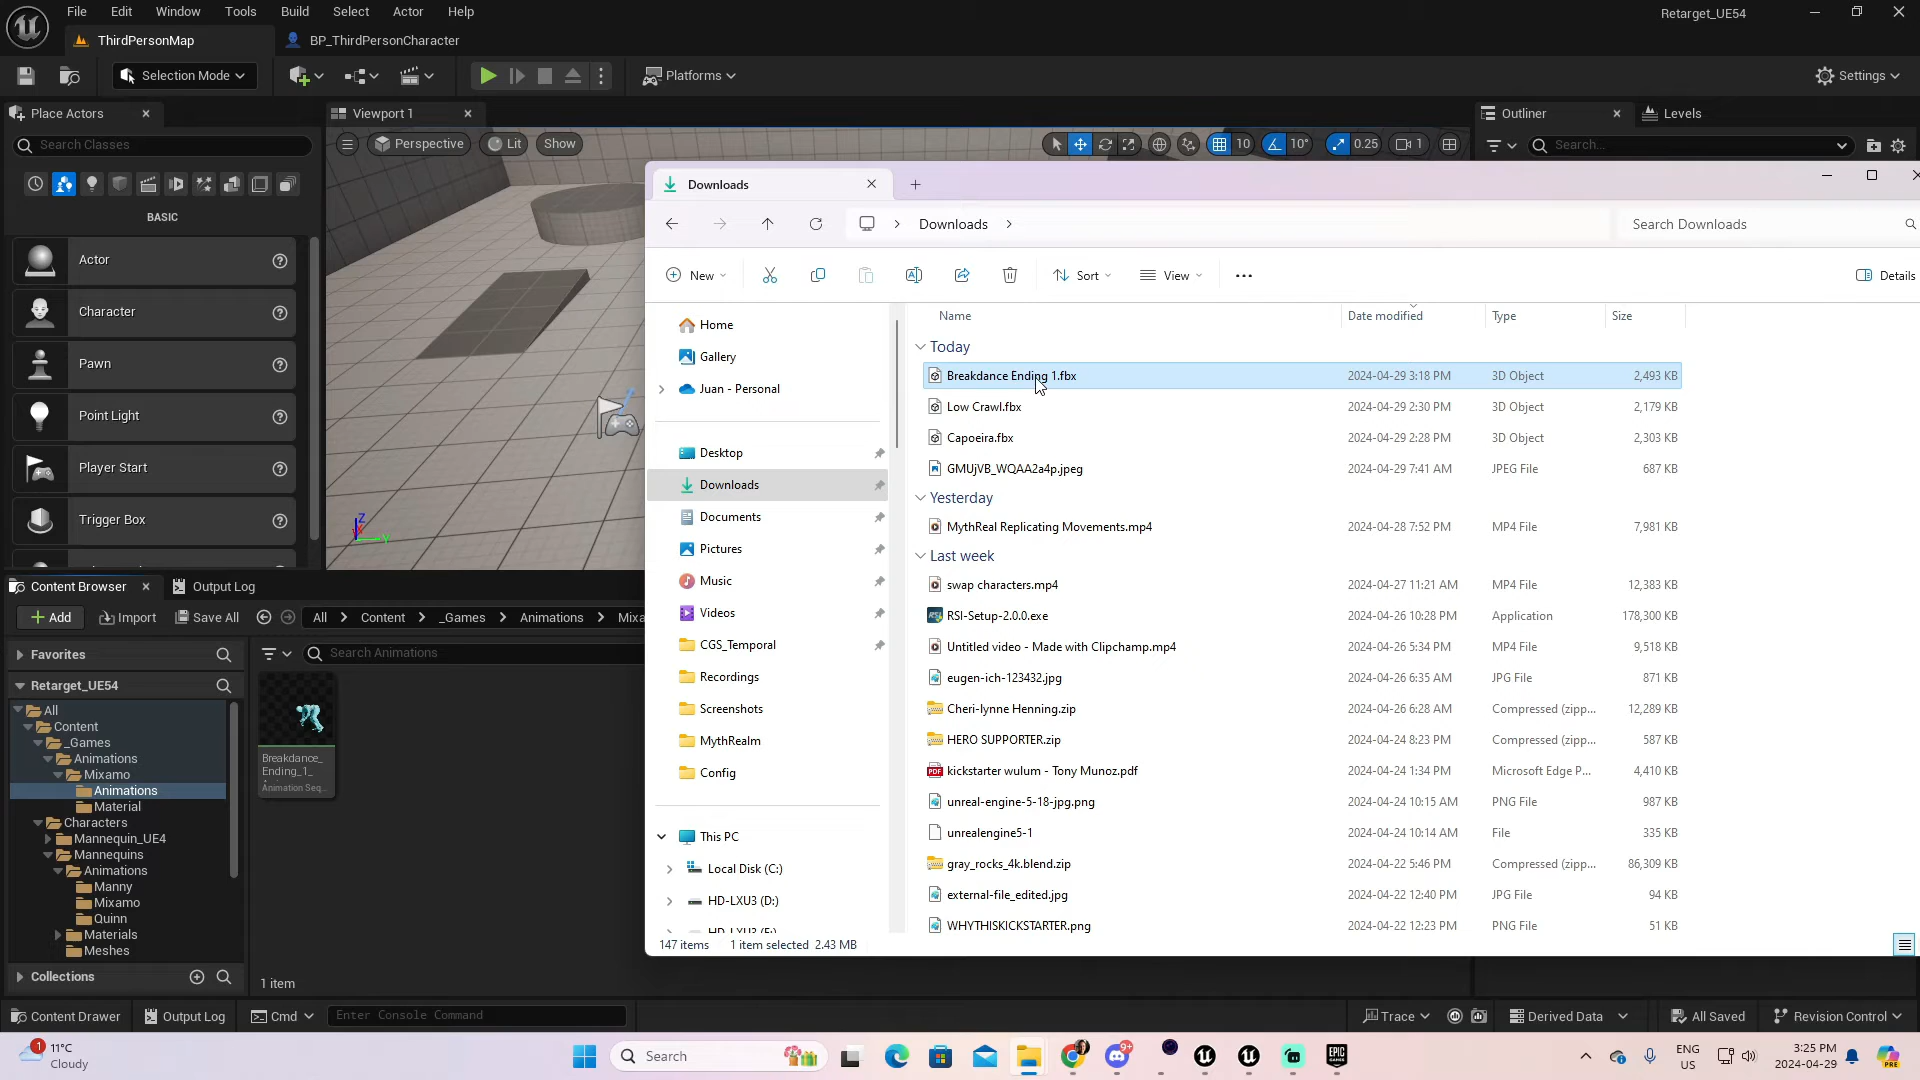 File Edit Window Tools Build Select Actor Help
Retarget_UE54
ThirdPersonMap
BP_ThirdPersonCharacter
Selection Mode
Platforms
Settings
Place Actors
Viewport 1
Outliner
Levels
Search Classes
Perspective
Lit
Show
10
10°
0.25
1
Search...
BASIC
Actor
Character
Pawn
Point Light
Player Start
Trigger Box
Downloads
Downloads
Search Downloads
New
Sort
View
Details
Home
Gallery
Juan - Personal
Desktop
Downloads
Documents
Pictures
Music
Videos
CGS_Temporal
Recordings
Screenshots
MythRealm
Config
This PC
Local Disk (C:)
HD-LXU3 (D:)
Name Date modified Type Size
Today
Breakdance Ending 1.fbx 2024-04-29 3:18 PM 3D Object 2,493 KB
Low Crawl.fbx 2024-04-29 2:30 PM 3D Object 2,179 KB
Capoeira.fbx 2024-04-29 2:28 PM 3D Object 2,303 KB
GMUjVB_WQAA2a4p.jpeg 2024-04-29 7:41 AM JPEG File 687 KB
Yesterday
MythReal Replicating Movements.mp4 2024-04-28 7:52 PM MP4 File 7,981 KB
Last week
swap characters.mp4 2024-04-27 11:21 AM MP4 File 12,383 KB
RSI-Setup-2.0.0.exe 2024-04-26 10:28 PM Application 178,300 KB
Untitled video - Made with Clipchamp.mp4 2024-04-26 5:34 PM MP4 File 9,518 KB
eugen-ich-123432.jpg 2024-04-26 6:35 AM JPG File 871 KB
Cheri-lynne Henning.zip 2024-04-26 6:28 AM Compressed (zipp... 12,289 KB
HERO SUPPORTER.zip 2024-04-24 8:23 PM Compressed (zipp... 587 KB
kickstarter wulum - Tony Munoz.pdf 2024-04-24 1:34 PM Microsoft Edge P... 4,410 KB
unreal-engine-5-18-jpg.png 2024-04-24 10:15 AM PNG File 987 KB
unrealengine5-1 2024-04-24 10:14 AM File 335 KB
gray_rocks_4k.blend.zip 2024-04-22 5:46 PM Compressed (zipp... 86,309 KB
external-file_edited.jpg 2024-04-22 12:40 PM JPG File 94 KB
WHYTHISKICKSTARTER.png 2024-04-22 12:23 PM PNG File 51 KB
147 items 1 item selected 2.43 MB
Content Browser
Output Log
Add
Import
Save All
All Content _Games Animations Mixa
Favorites
Search Animations
Retarget_UE54
All
Content
_Games
Animations
Mixamo
Animations
Material
Characters
Mannequin_UE4
Mannequins
Animations
Manny
Mixamo
Quinn
Materials
Meshes
Collections
Breakdance_
Ending_1_
Animation Seq...
1 item
Content Drawer
Output Log
Cmd
Enter Console Command
Trace
Derived Data
All Saved
Revision Control
1
11°C
Cloudy
Search
9+
EPIC
GAMES
ENG
US
3:25 PM
2024-04-29
PRE